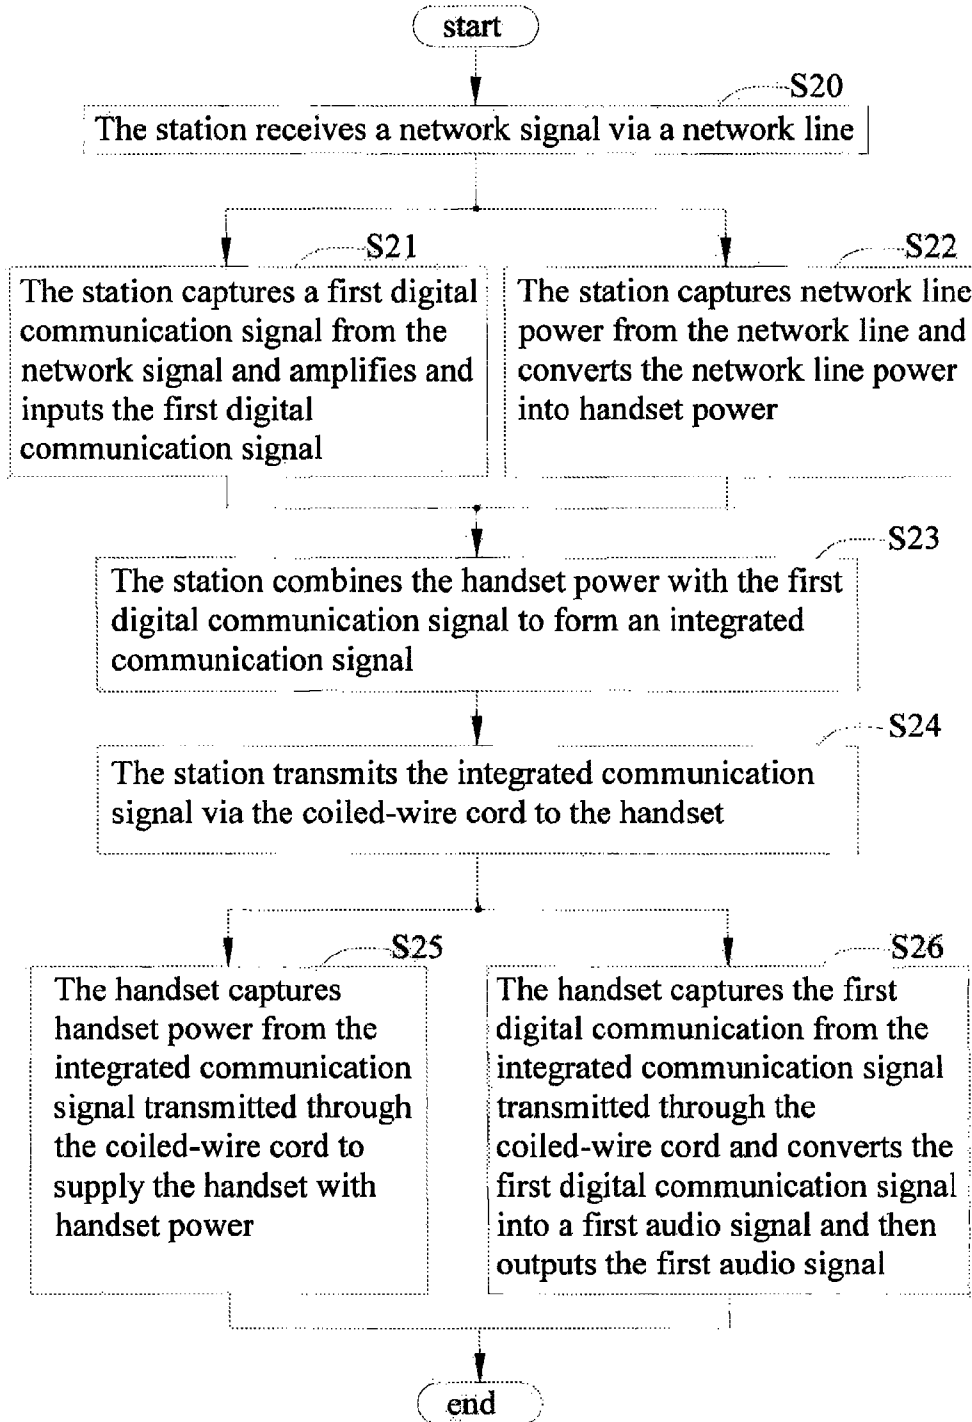 start
S20
The station receives a network signal via a network line
S21
The station captures a first digital
communication signal from the
network signal and amplifies and
inputs the first digital
communication signal
S22
The station captures network line
power from the network line and
converts the network line power
into handset power
S23
The station combines the handset power with the first
digital communication signal to form an integrated
communication signal
S24
The station transmits the integrated communication
signal via the coiled-wire cord to the handset
S25
The handset captures
handset power from the
integrated communication
signal transmitted through
the coiled-wire cord to
supply the handset with
handset power
S26
The handset captures the first
digital communication from the
integrated communication signal
transmitted through the
coiled-wire cord and converts the
first digital communication signal
into a first audio signal and then
outputs the first audio signal
end